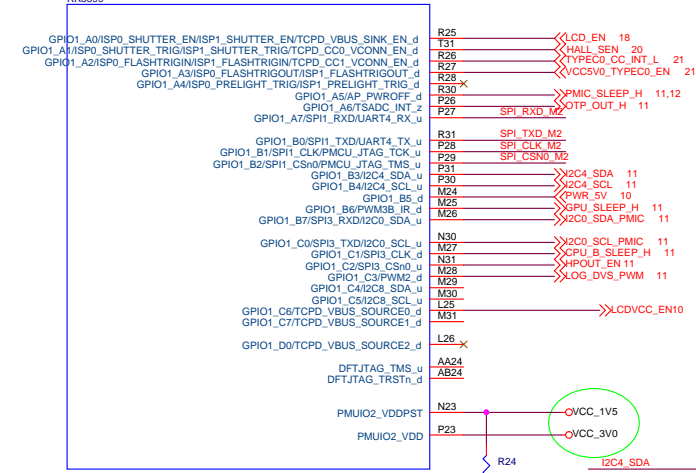 GPIO1_A0/ISP0_SHUTTER_EN/ISP1_SHUTTER_EN/TCPD_VBUS_SINK_EN_d R25 LCD_EN 18
GPIO1_A1/ISP0_SHUTTER_TRIG/ISP1_SHUTTER_TRIG/TCPD_CC0_VCONN_EN_d T31 HALL_SEN 20
GPIO1_A2/ISP0_FLASHTRIGIN/ISP1_FLASHTRIGIN/TCPD_CC1_VCONN_EN_d R26 TYPEC0_CC_INT_L 21
GPIO1_A3/ISP0_FLASHTRIGOUT/ISP1_FLASHTRIGOUT_d R27 VCC5V0_TYPEC0_EN 21
GPIO1_A4/ISP0_PRELIGHT_TRIG/ISP1_PRELIGHT_TRIG_d R28
GPIO1_A5/AP_PWROFF_d R30 PMIC_SLEEP_H 11,12
GPIO1_A6/TSADC_INT_z P26 OTP_OUT_H 11
GPIO1_A7/SPI1_RXD/UART4_RX_u P27 SPI_RXD_M2
GPIO1_B0/SPI1_TXD/UART4_TX_u R31 SPI_TXD_M2
GPIO1_B1/SPI1_CLK/PMCU_JTAG_TCK_u P28 SPI_CLK_M2
GPIO1_B2/SPI1_CSn0/PMCU_JTAG_TMS_u P29 SPI_CSN0_M2
GPIO1_B3/I2C4_SDA_u P31 I2C4_SDA 11
GPIO1_B4/I2C4_SCL_u P30 I2C4_SCL 11
GPIO1_B5_d M24 PWR_5V 10
GPIO1_B6/PWM3B_IR_d M25 GPU_SLEEP_H 11
GPIO1_B7/SPI3_RXD/I2C0_SDA_u M26 I2C0_SDA_PMIC 11
GPIO1_C0/SPI3_TXD/I2C0_SCL_u N30 I2C0_SCL_PMIC 11
GPIO1_C1/SPI3_CLK_d M27 CPU_B_SLEEP_H 11
GPIO1_C2/SPI3_CSn0_u N31 HPOUT_EN 11
GPIO1_C3/PWM2_d M28 LOG_DVS_PWM 11
GPIO1_C4/I2C8_SDA_u M29
GPIO1_C5/I2C8_SCL_u M30
GPIO1_C6/TCPD_VBUS_SOURCE0_d L25 LCDVCC_EN10
GPIO1_C7/TCPD_VBUS_SOURCE1_d M31
GPIO1_D0/TCPD_VBUS_SOURCE2_d L26
DFTJTAG_TMS_u AA24
DFTJTAG_TRSTn_d AB24
PMUIO2_VDDPST N23 VCC_1V5
PMUIO2_VDD P23 VCC_3V0
R24 I2C4_SDA